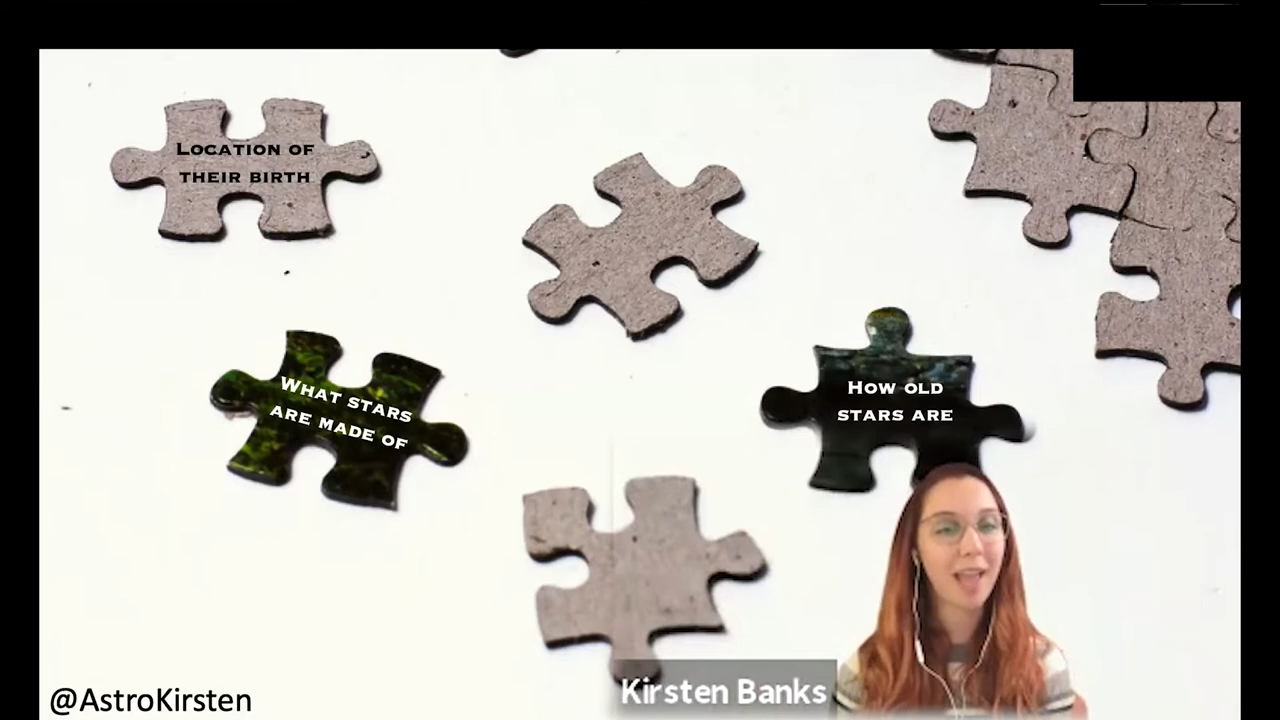 LOCATION OF
THEIR BIRTH
WHAT STARS
ARE MADE OF
HOW OLD
STARS ARE
Kirsten Banks
@AstroKirsten